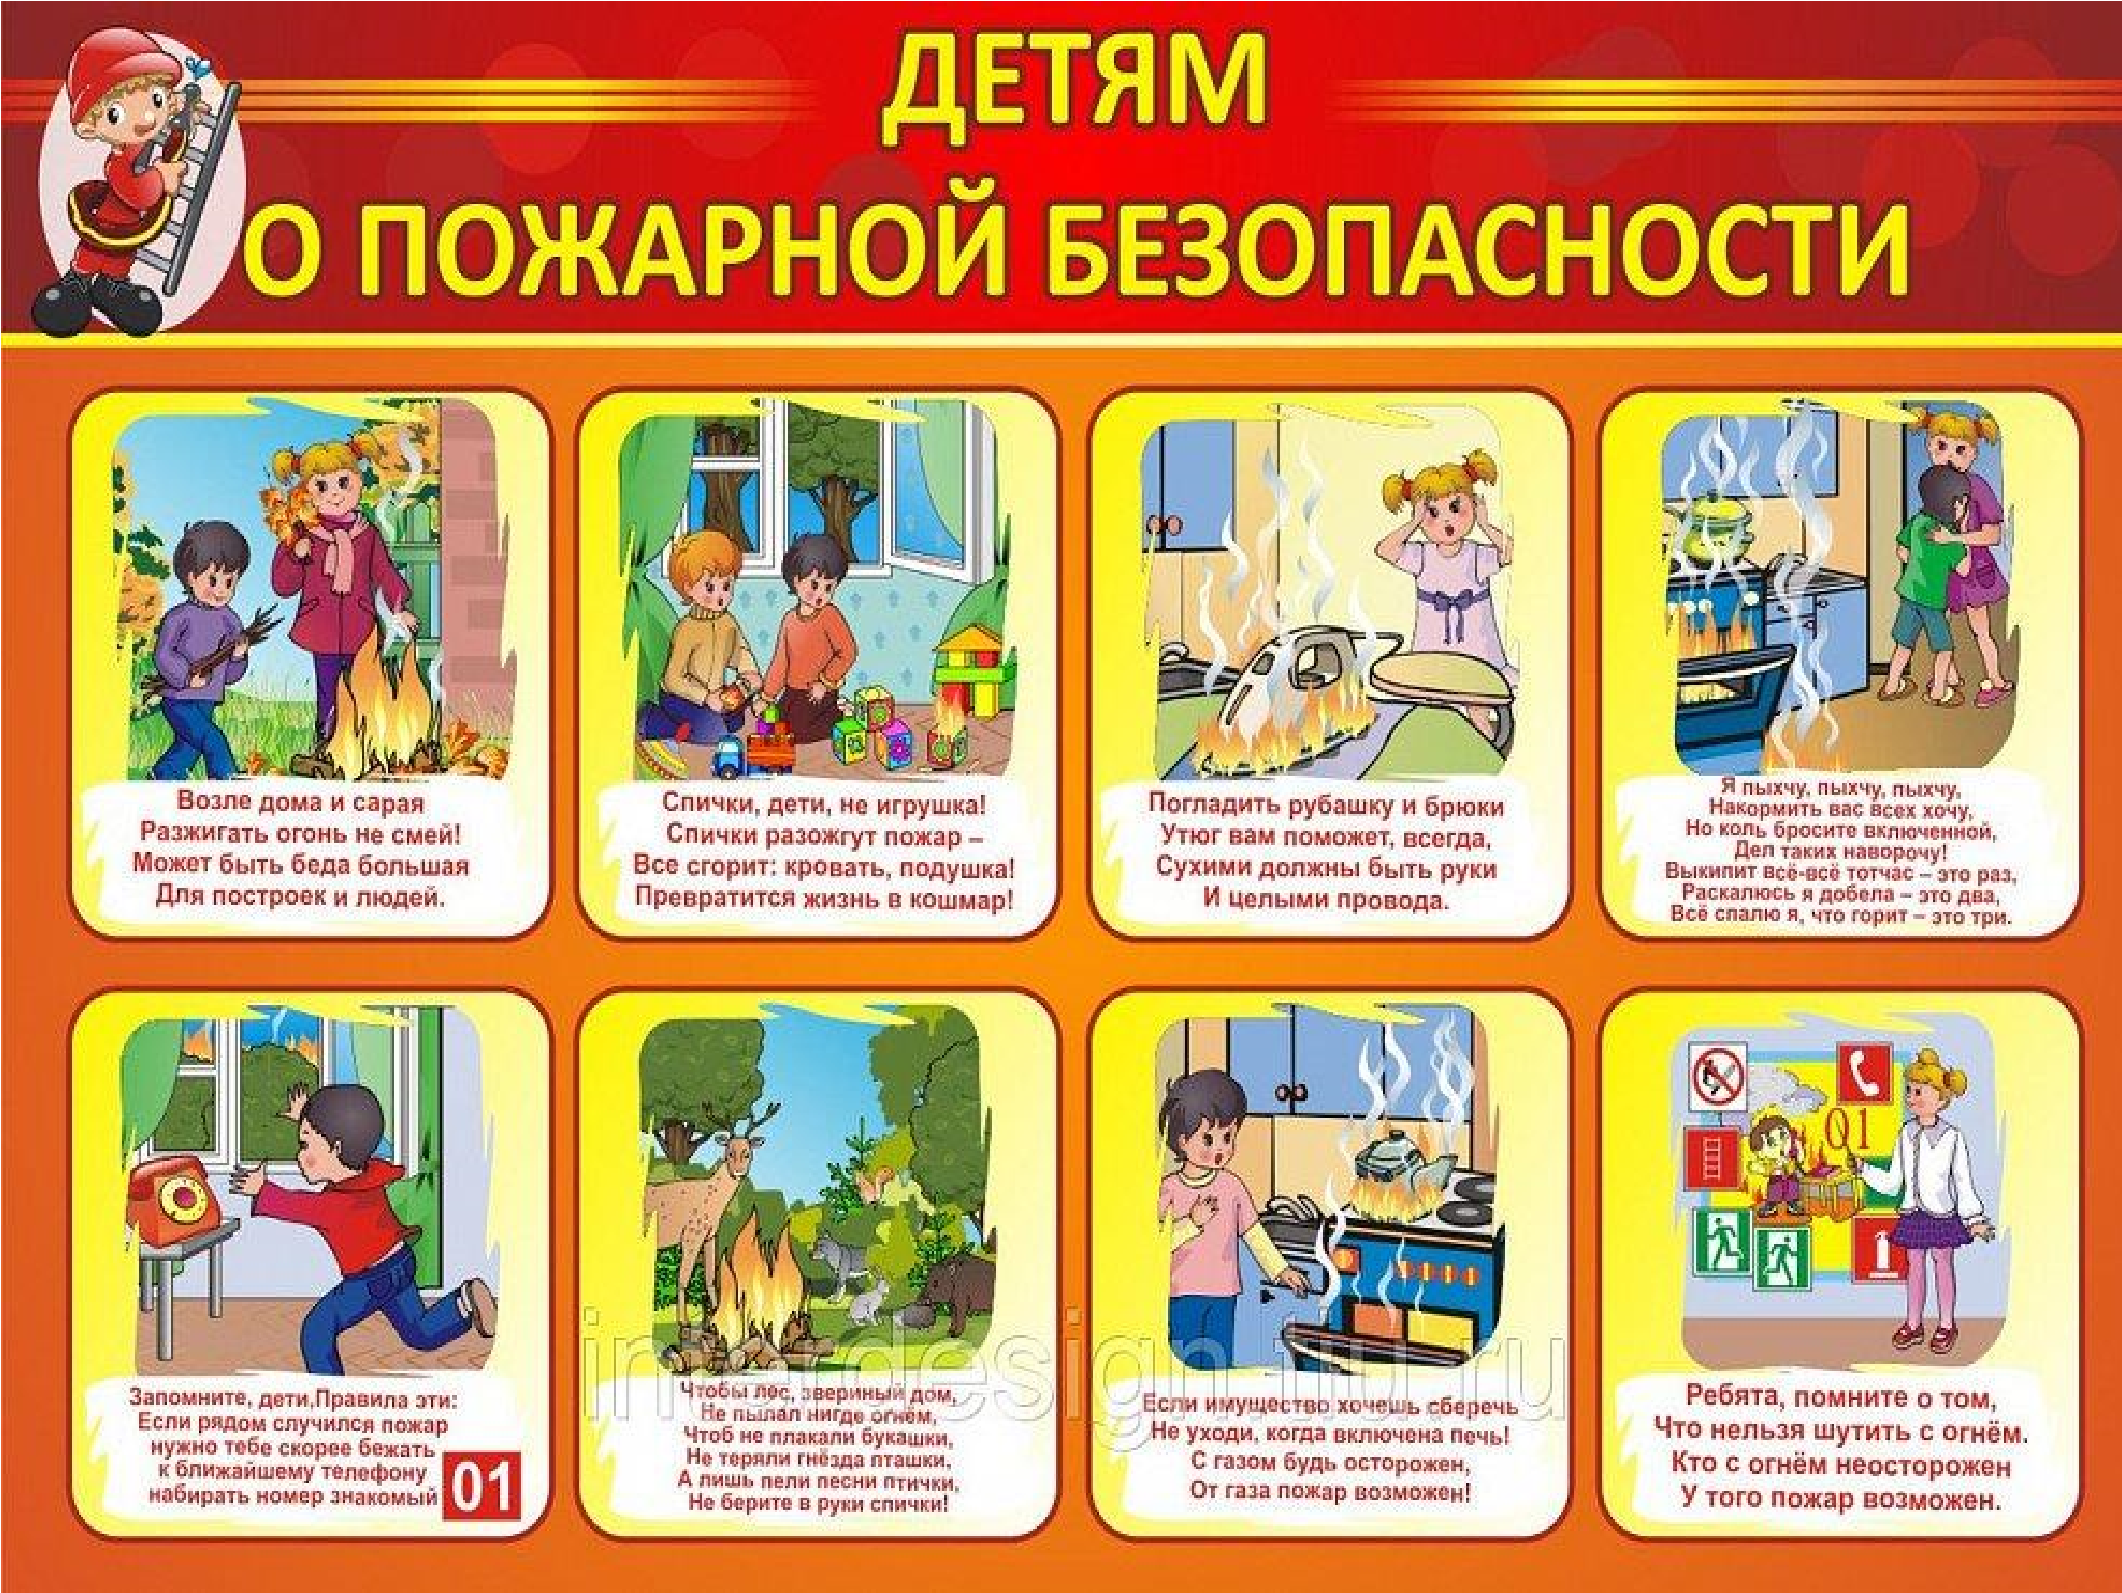 ДЕТЯМ
О ПОЖАРНОЙ БЕЗОПАСНОСТИ
Возле дома и сарая
Разжигать огонь не смей!
Может быть беда большая
Для построек и людей.
Спички, дети, не игрушка!
Спички разожгут пожар –
Все сгорит: кровать, подушка!
Превратится жизнь в кошмар!
Погладить рубашку и брюки
Утюг вам поможет, всегда,
Сухими должны быть руки
И целыми провода.
Я пыхчу, пыхчу, пыхчу,
Накормить вас всех хочу,
Но коль бросите включенной,
Дел таких наворочу!
Выкипит всё-всё тотчас – это раз,
Раскалюсь я добела – это два,
Всё спалю я, что горит – это три.
Запомните, дети,Правила эти:
Если рядом случился пожар
нужно тебе скорее бежать
к ближайшему телефону
набирать номер знакомый
01
Чтобы лес, звериный дом,
Не пылал нигде огнём,
Чтоб не плакали букашки,
Не теряли гнёзда пташки,
А лишь пели песни птички,
Не берите в руки спички!
Если имущество хочешь сберечь
Не уходи, когда включена печь!
С газом будь осторожен,
От газа пожар возможен!
01
Ребята, помните о том,
Что нельзя шутить с огнём.
Кто с огнём неосторожен
У того пожар возможен.
interdesign.tiu.ru